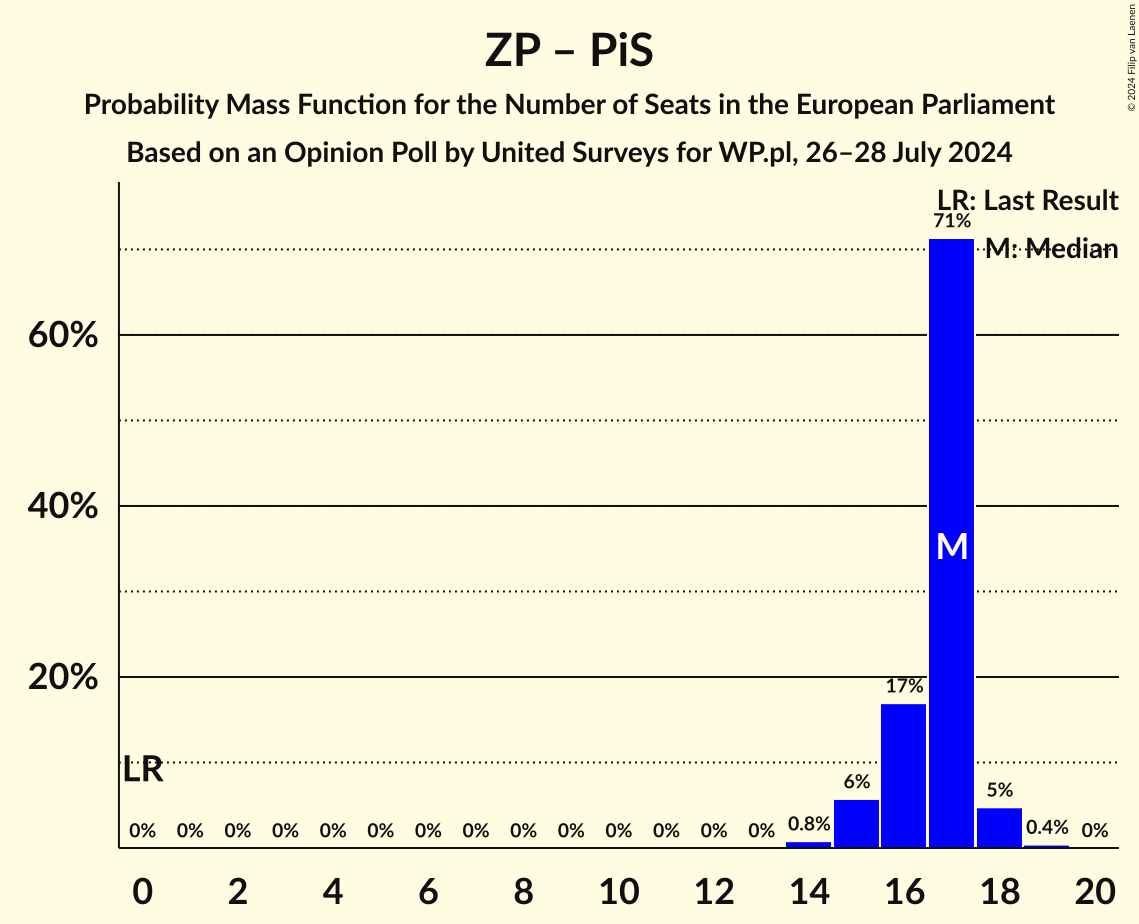 ZP – PiS
Probability Mass Function for the Number of Seats in the European Parliament
Based on an Opinion Poll by United Surveys for WP.pl, 26–28 July 2024
© 2024 Filip van Laenen
LR: Last Result
M: Median
71%
60%
40%
M
20%
17%
LR
6%
5%
0% 0% 0% 0% 0% 0% 0% 0% 0% 0% 0% 0% 0% 0% 0.8% 0.4% 0%
0 2 4 6 8 10 12 14 16 18 20